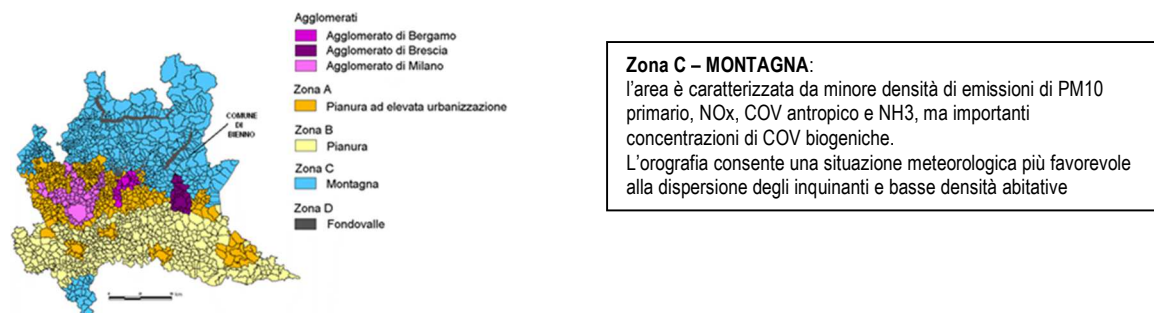 Agglomerati
Agglomerato di Bergamo
Agglomerato di Brescia
Agglomerato di Milano
Zona A
Pianura ad elevata urbanizzazione
Zona B
Pianura
Zona C
Montagna
Zona D
Fondovalle
COMUNE
DI
BIENNO
Zona C – MONTAGNA:
l’area è caratterizzata da minore densità di emissioni di PM10
primario, NOx, COV antropico e NH3, ma importanti
concentrazioni di COV biogeniche.
L’orografia consente una situazione meteorologica più favorevole
alla dispersione degli inquinanti e basse densità abitative